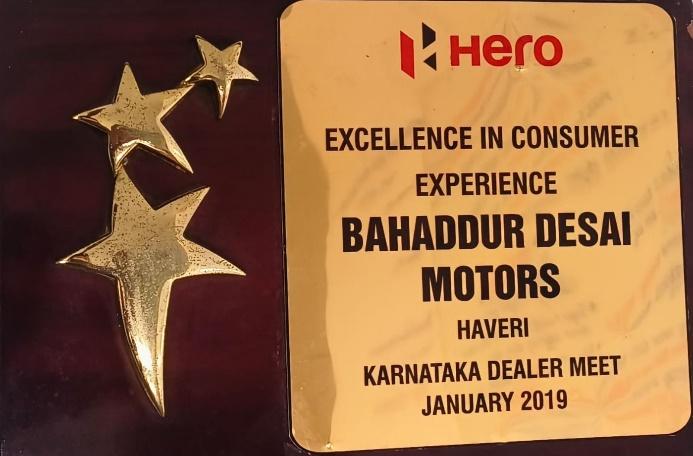 Hero
EXCELLENCE IN CONSUMER
EXPERIENCE
BAHADDUR DESAI
MOTORS
HAVERI
KARNATAKA DEALER MEET
JANUARY 2019